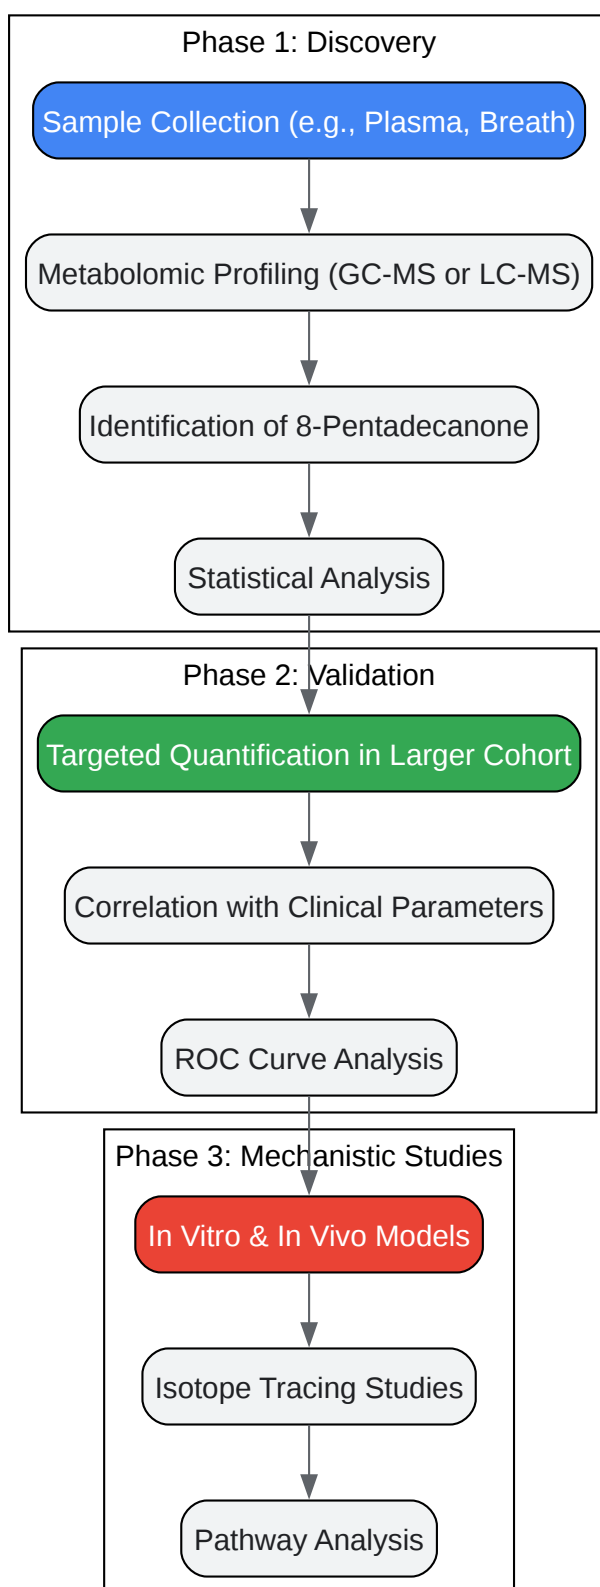 Phase 1: Discovery
Sample Collection (e.g., Plasma, Breath)
Metabolomic Profiling (GC-MS or LC-MS)
Identification of 8-Pentadecanone
Statistical Analysis
Phase 2: Validation
Targeted Quantification in Larger Cohort
Correlation with Clinical Parameters
ROC Curve Analysis
Phase 3: Mechanistic Studies
In Vitro & In Vivo Models
Isotope Tracing Studies
Pathway Analysis